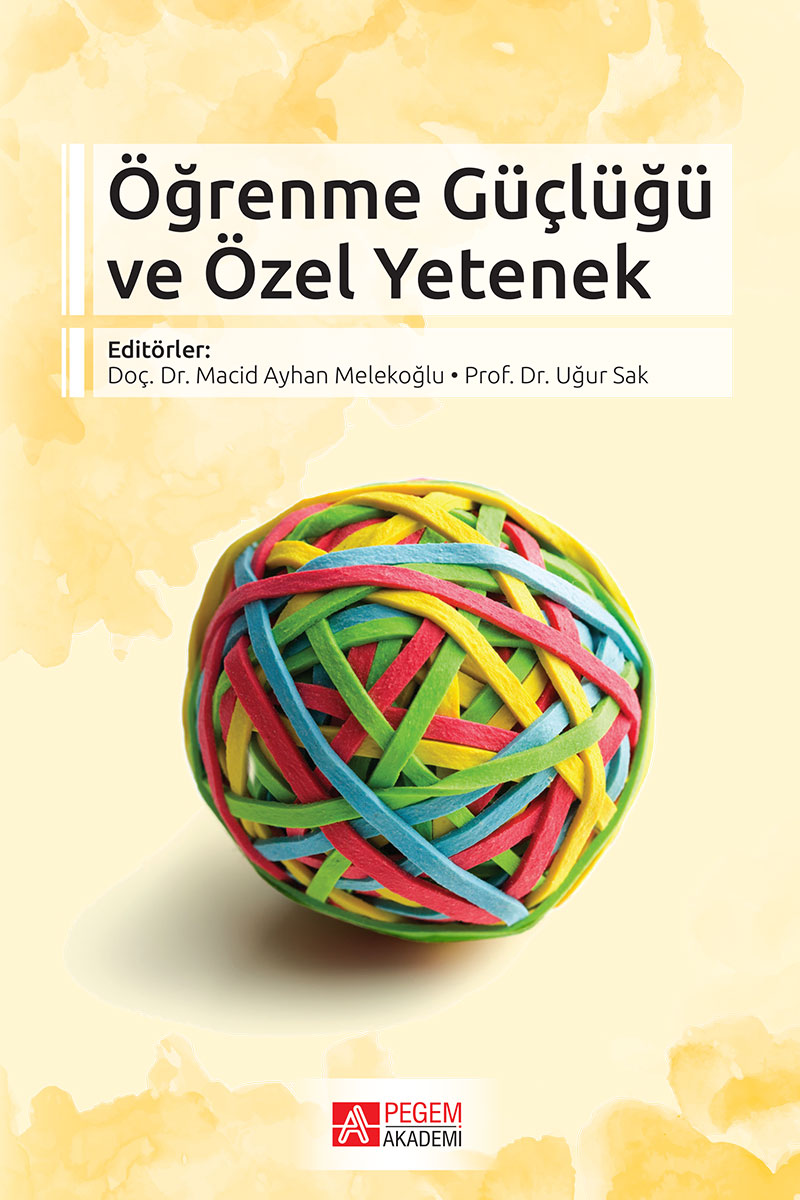 Öğrenme Güçlüğü
ve Özel Yetenek
Editörler:
Doç. Dr. Macid Ayhan Melekoğlu • Prof. Dr. Uğur Sak
PEGEM
AKADEMİ